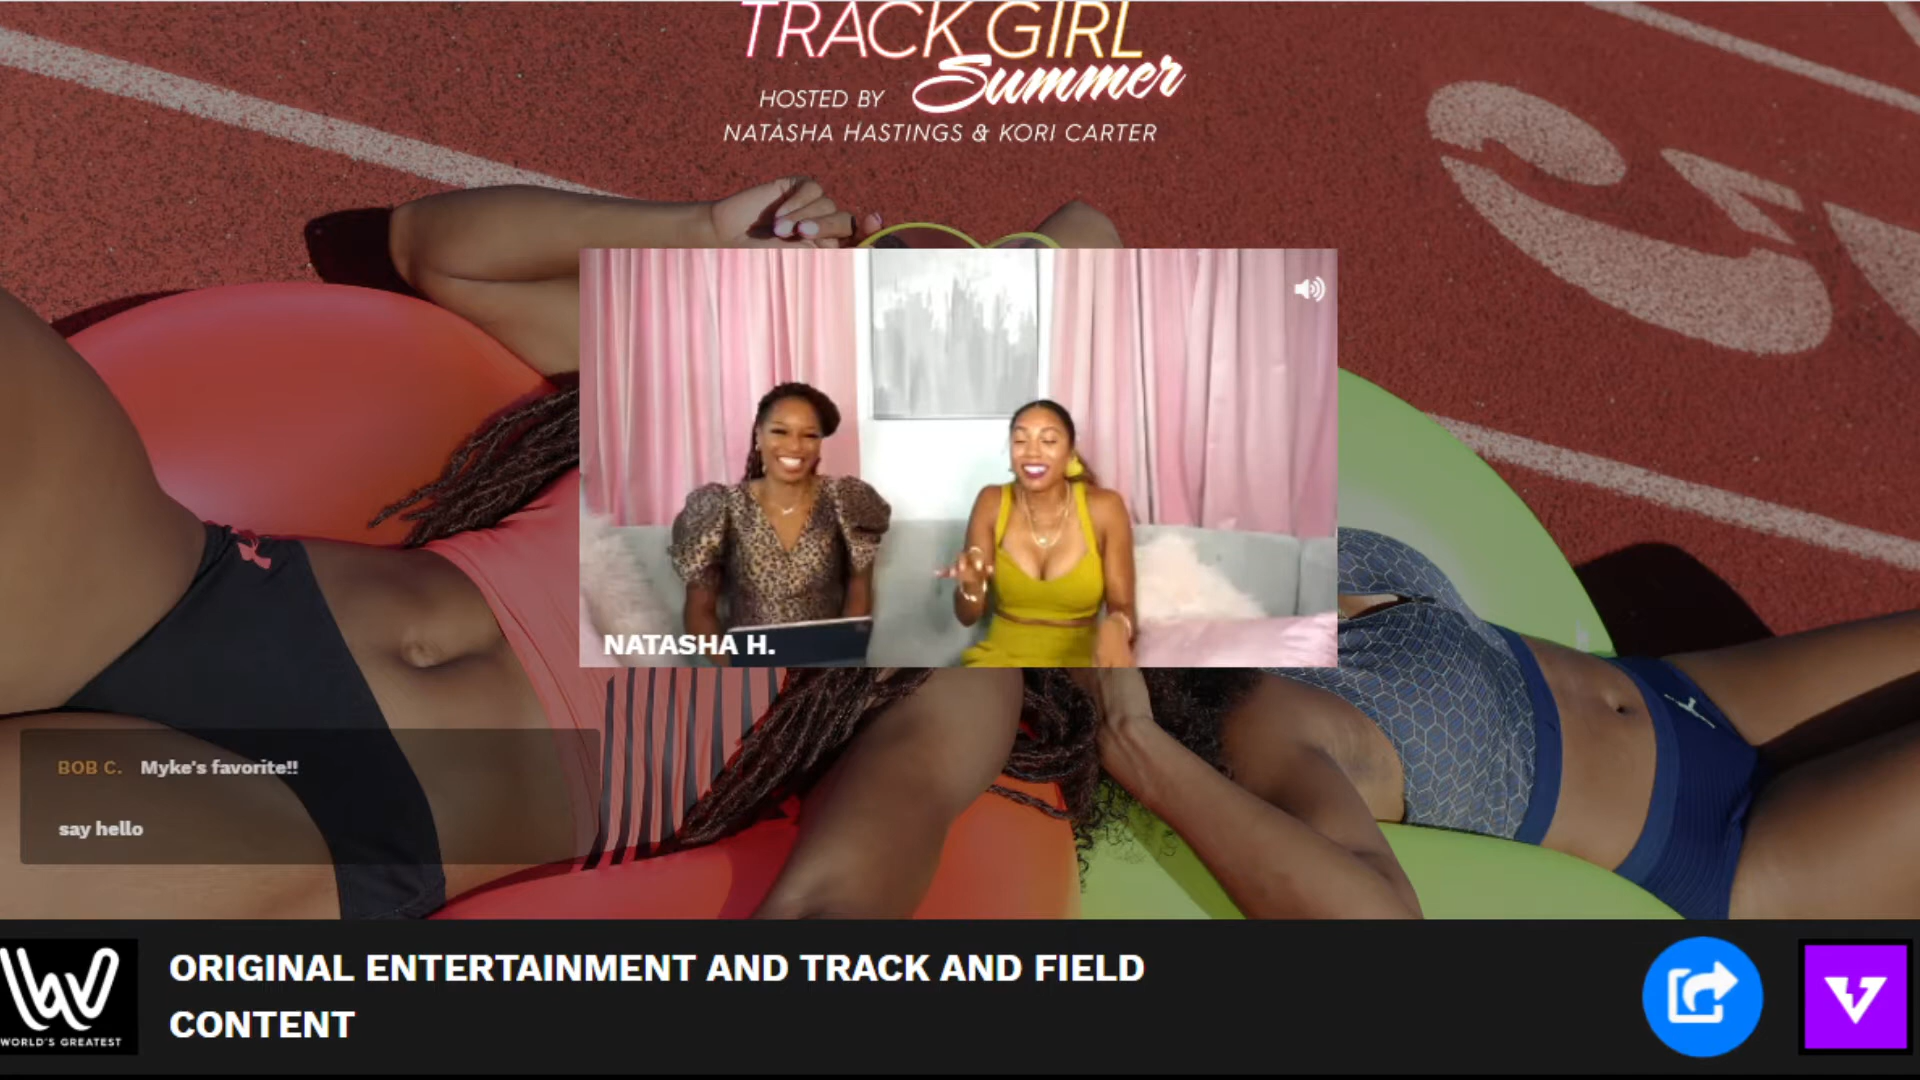 TRACK GIRL
Summer
HOSTED BY
NATASHA HASTINGS & KORI CARTER
NATASHA H.
BOB C. Myke's favorite!!
say hello
ORIGINAL ENTERTAINMENT AND TRACK AND FIELD
CONTENT
WORLD'S GREATEST